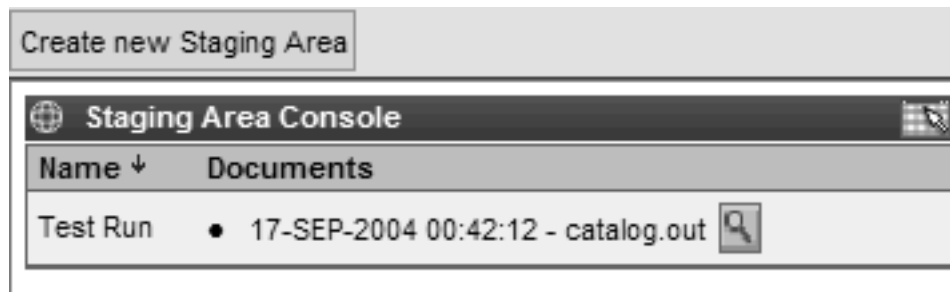 Create new Staging Area
Staging Area Console
Name Documents
Test Run • 17-SEP-2004 00:42:12 - catalog.out